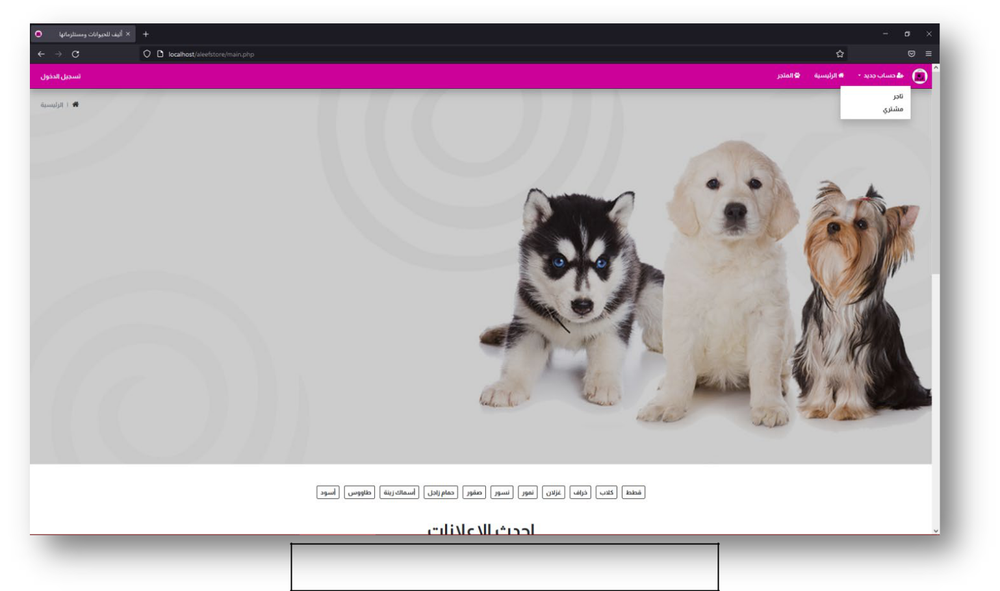 أليف للحيوانات ومستلزماتها
localhost/aleefstore/main.php
حساب جديد الرئيسية المتجر تسجيل الدخول
تاجر
مشتري
الرئيسية
قطط كلاب خراف غزلان نمور نسور صقور حمام زاجل أسماك زينة طاووس أسود
احدث الاعلانات